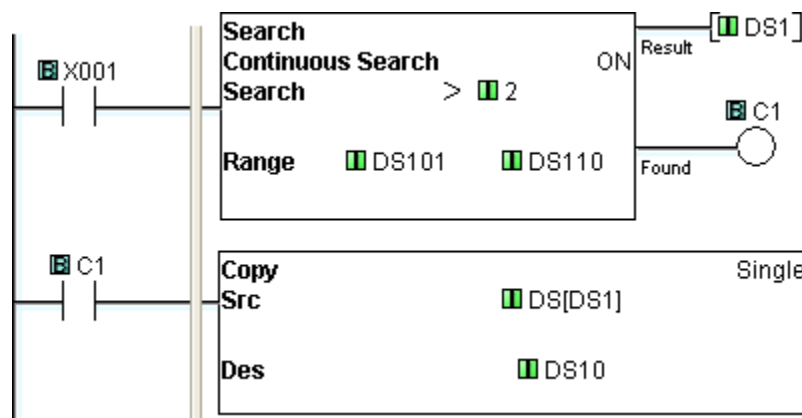 Search
Continuous Search ON
Search > 2
Range DS101 DS110
Result
DS1
Found
C1
X001
C1
Copy Single
Src DS[DS1]
Des DS10